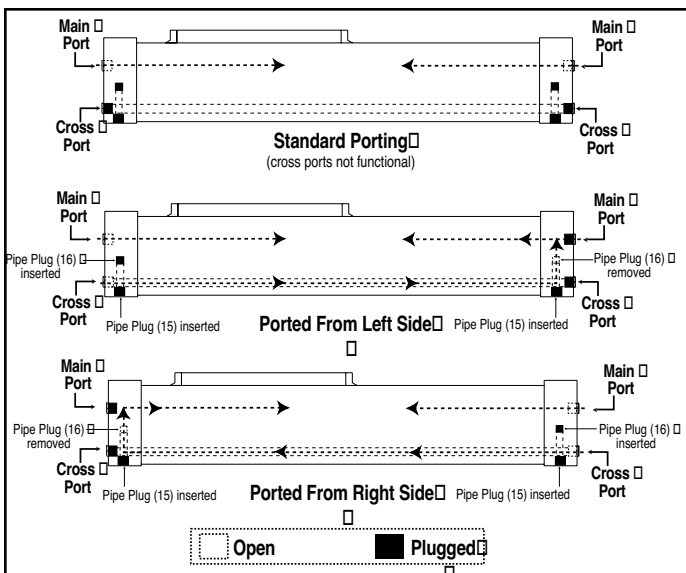 Main
Port
Main
Port
Cross
Port
Standard Porting
(cross ports not functional)
Cross
Port
Main
Port
Main
Port
Pipe Plug (16)
inserted
Pipe Plug (16)
removed
Cross
Port
Cross
Port
Pipe Plug (15) inserted
Ported From Left Side
Pipe Plug (15) inserted
Main
Port
Main
Port
Pipe Plug (16)
removed
Pipe Plug (16)
inserted
Cross
Port
Cross
Port
Pipe Plug (15) inserted
Ported From Right Side
Pipe Plug (15) inserted
Open
Plugged